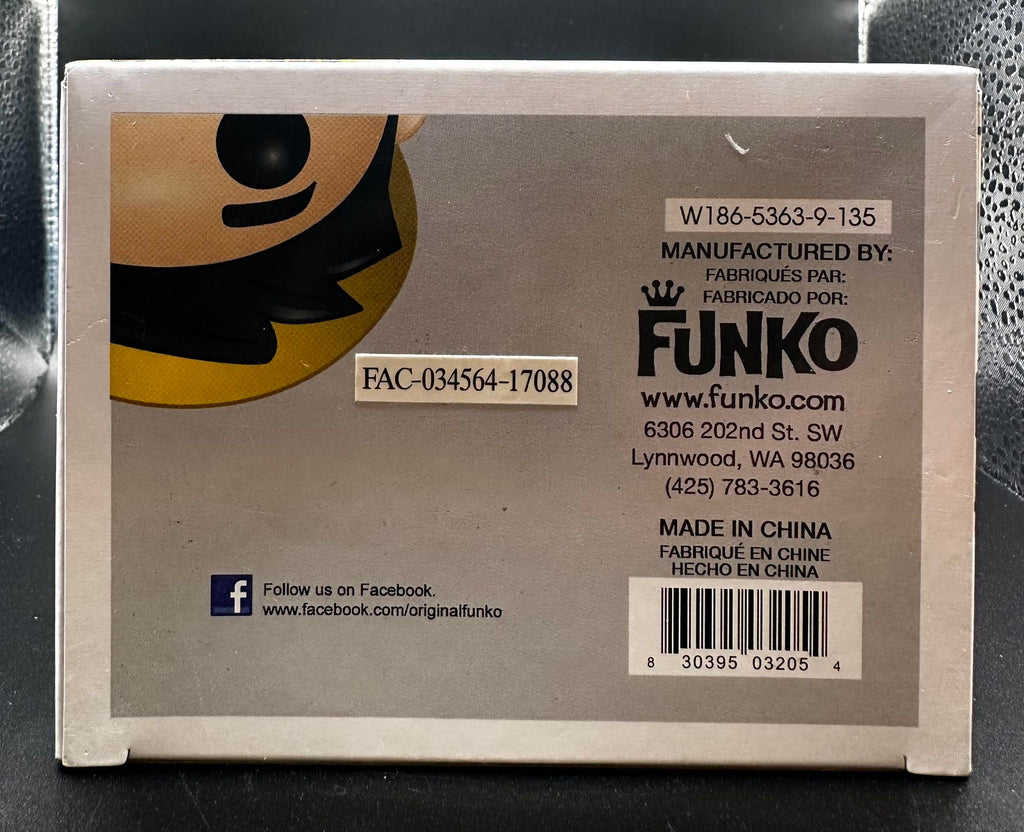 W186-5363-9-135
MANUFACTURED BY:
FABRIQUÉS PAR:
FABRICADO POR:
FUNKO
www.funko.com
6306 202nd St. SW
Lynnwood, WA 98036
(425) 783-3616
FAC-034564-17088
MADE IN CHINA
FABRIQUÉ EN CHINE
HECHO EN CHINA
f Follow us on Facebook.
www.facebook.com/originalfunko
8 30395 03205 4